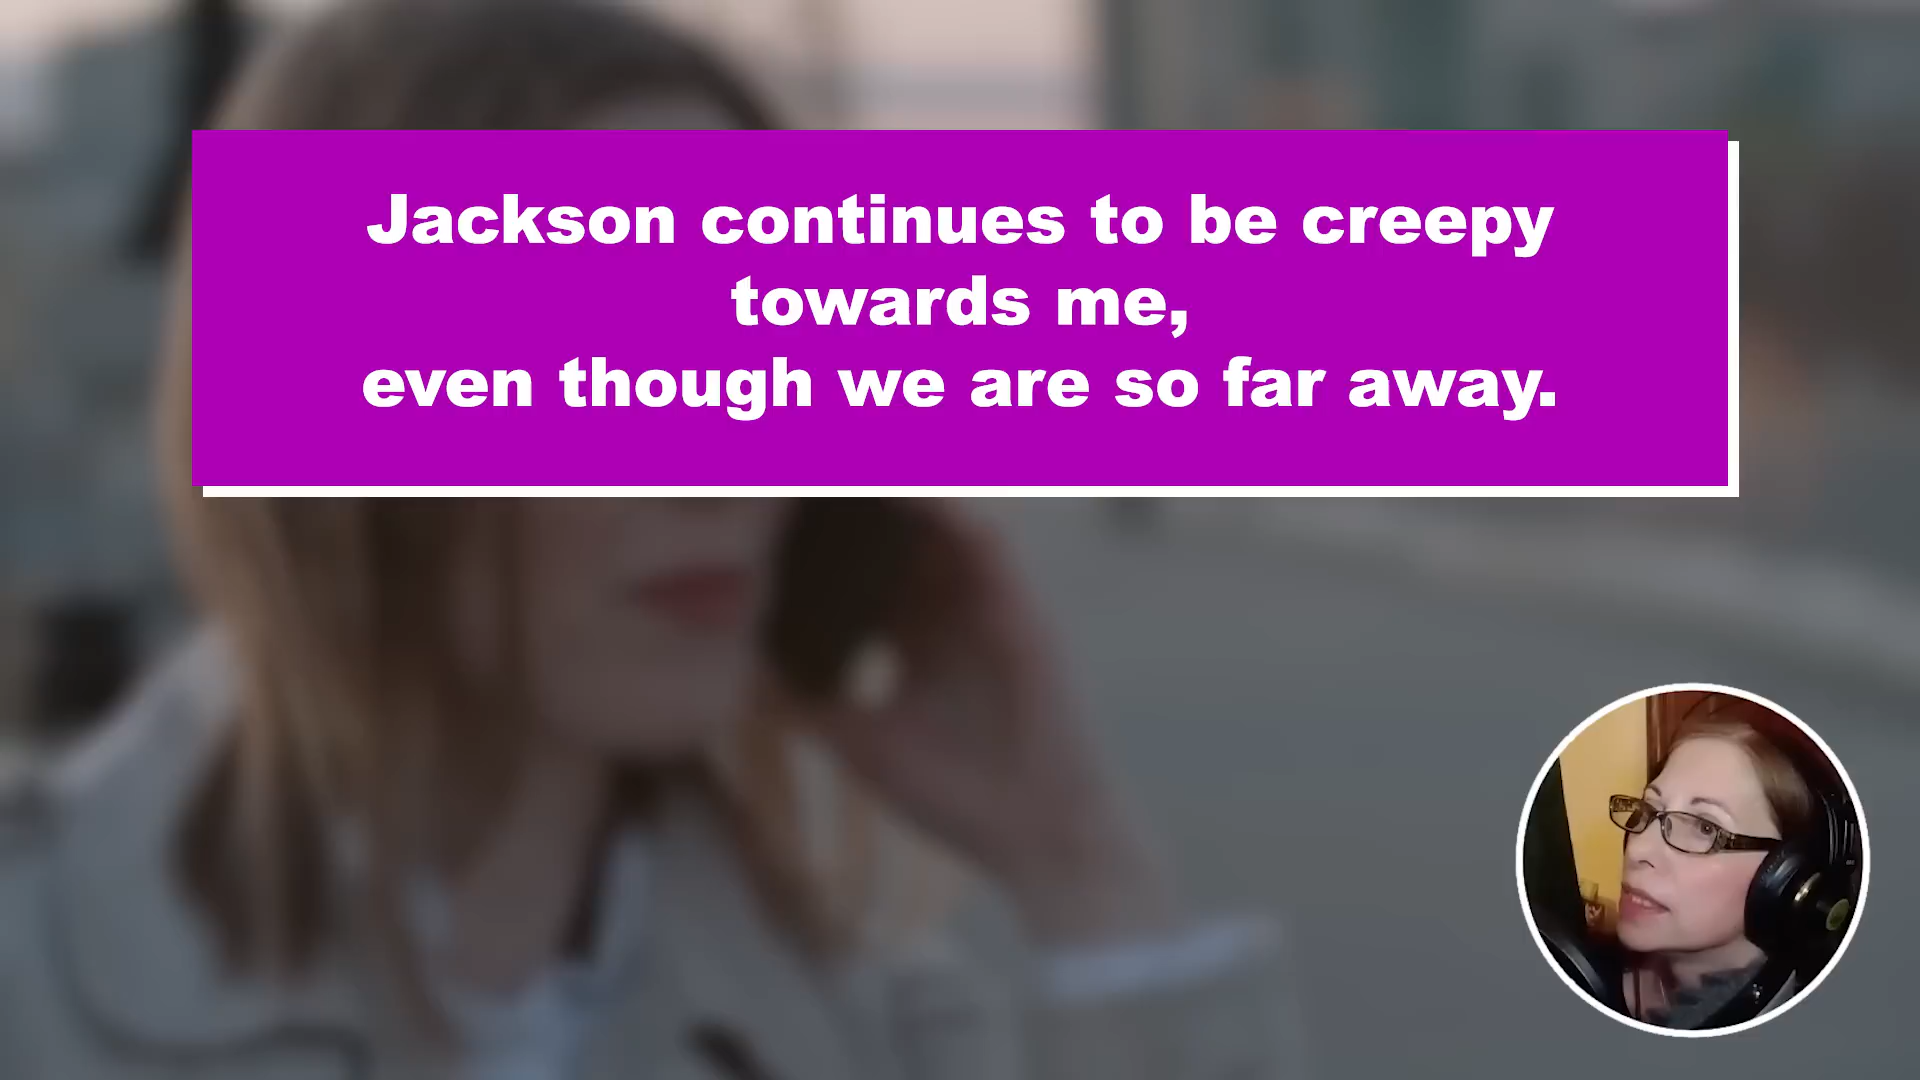 Jackson continues to be creepy
towards me,
even though we are so far away.